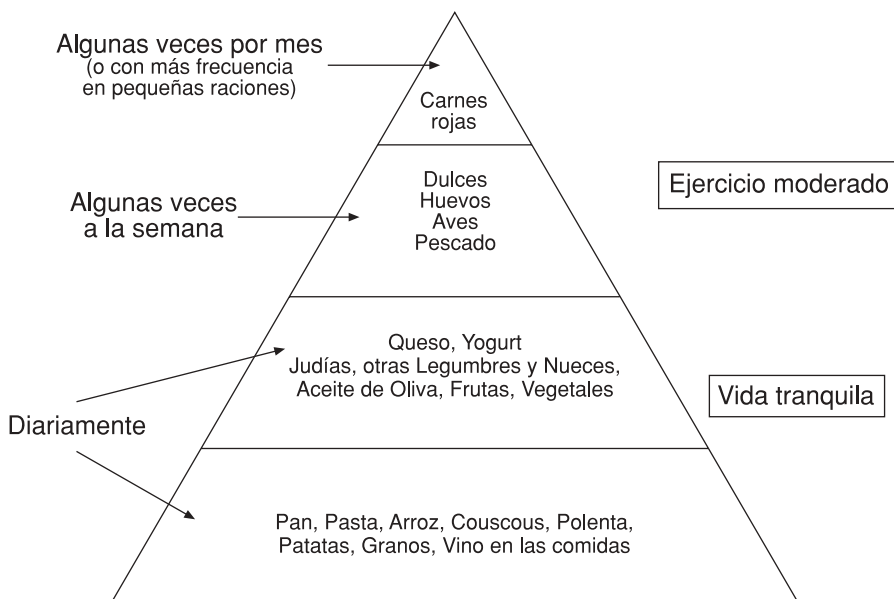 Algunas veces por mes
(o con más frecuencia
en pequeñas raciones)
Carnes
rojas
Ejercicio moderado
Algunas veces
a la semana
Dulces
Huevos
Aves
Pescado
Queso, Yogurt
Judías, otras Legumbres y Nueces,
Aceite de Oliva, Frutas, Vegetales
Vida tranquila
Diariamente
Pan, Pasta, Arroz, Couscous, Polenta,
Patatas, Granos, Vino en las comidas